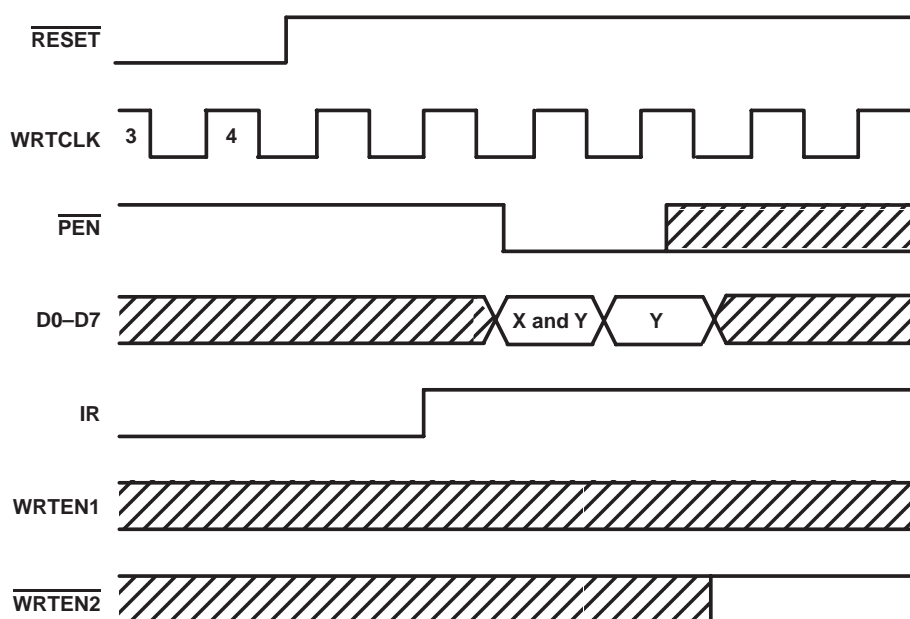 RESET
WRTCLK 3 4
PEN
D0–D7 X and Y Y
IR
WRTEN1
WRTEN2